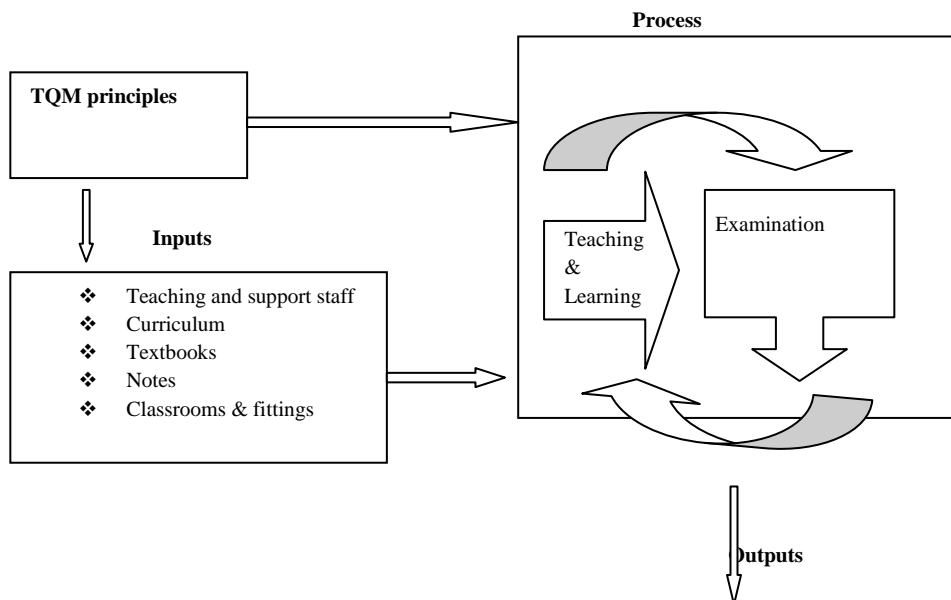 Process
TQM principles
Inputs
❖ Teaching and support staff
❖ Curriculum
❖ Textbooks
❖ Notes
❖ Classrooms & fittings
Teaching
&
Learning
Examination
Outputs